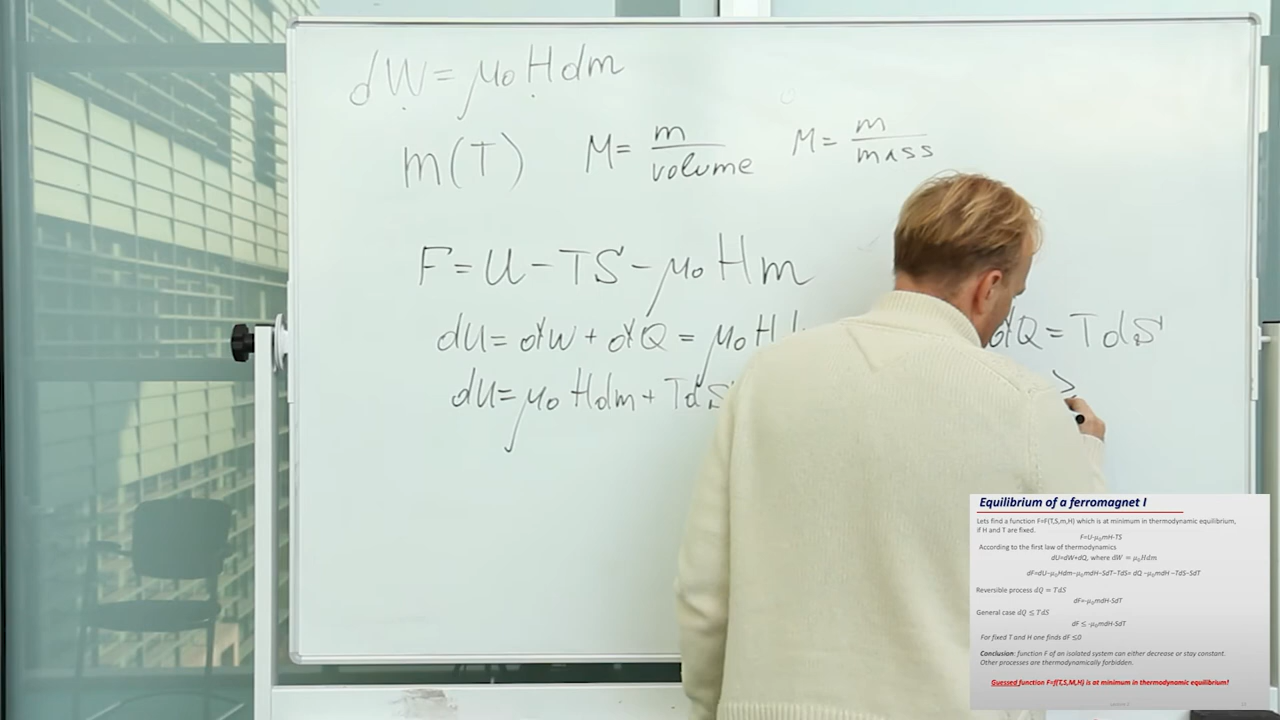 dW = μ₀ H dm
m(T) M = m/volume M = m/mass
F = U − TS − μ₀ H m
dU = đW + đQ = μ₀ H đQ = TdS
dU = μ₀ H dm + TdS >
Equilibrium of a ferromagnet I
Lets find a function F=F(T,S,m,H) which is at minimum in thermodynamic equilibrium,
if H and T are fixed.
F=U-μ₀mH-TS
According to the first law of thermodynamics
dU=dW+dQ, where dW = μ₀Hdm
dF=dU−μ₀Hdm−μ₀mdH−SdT−TdS= dQ −μ₀mdH −TdS−SdT
Reversible process dQ = TdS
dF=-μ₀mdH-SdT
General case dQ ≤ TdS
dF ≤ -μ₀mdH-SdT
For fixed T and H one finds dF ≤0
Conclusion: function F of an isolated system can either decrease or stay constant.
Other processes are thermodynamically forbidden.
Guessed function F=f(T,S,M,H) is at minimum in thermodynamic equilibrium!